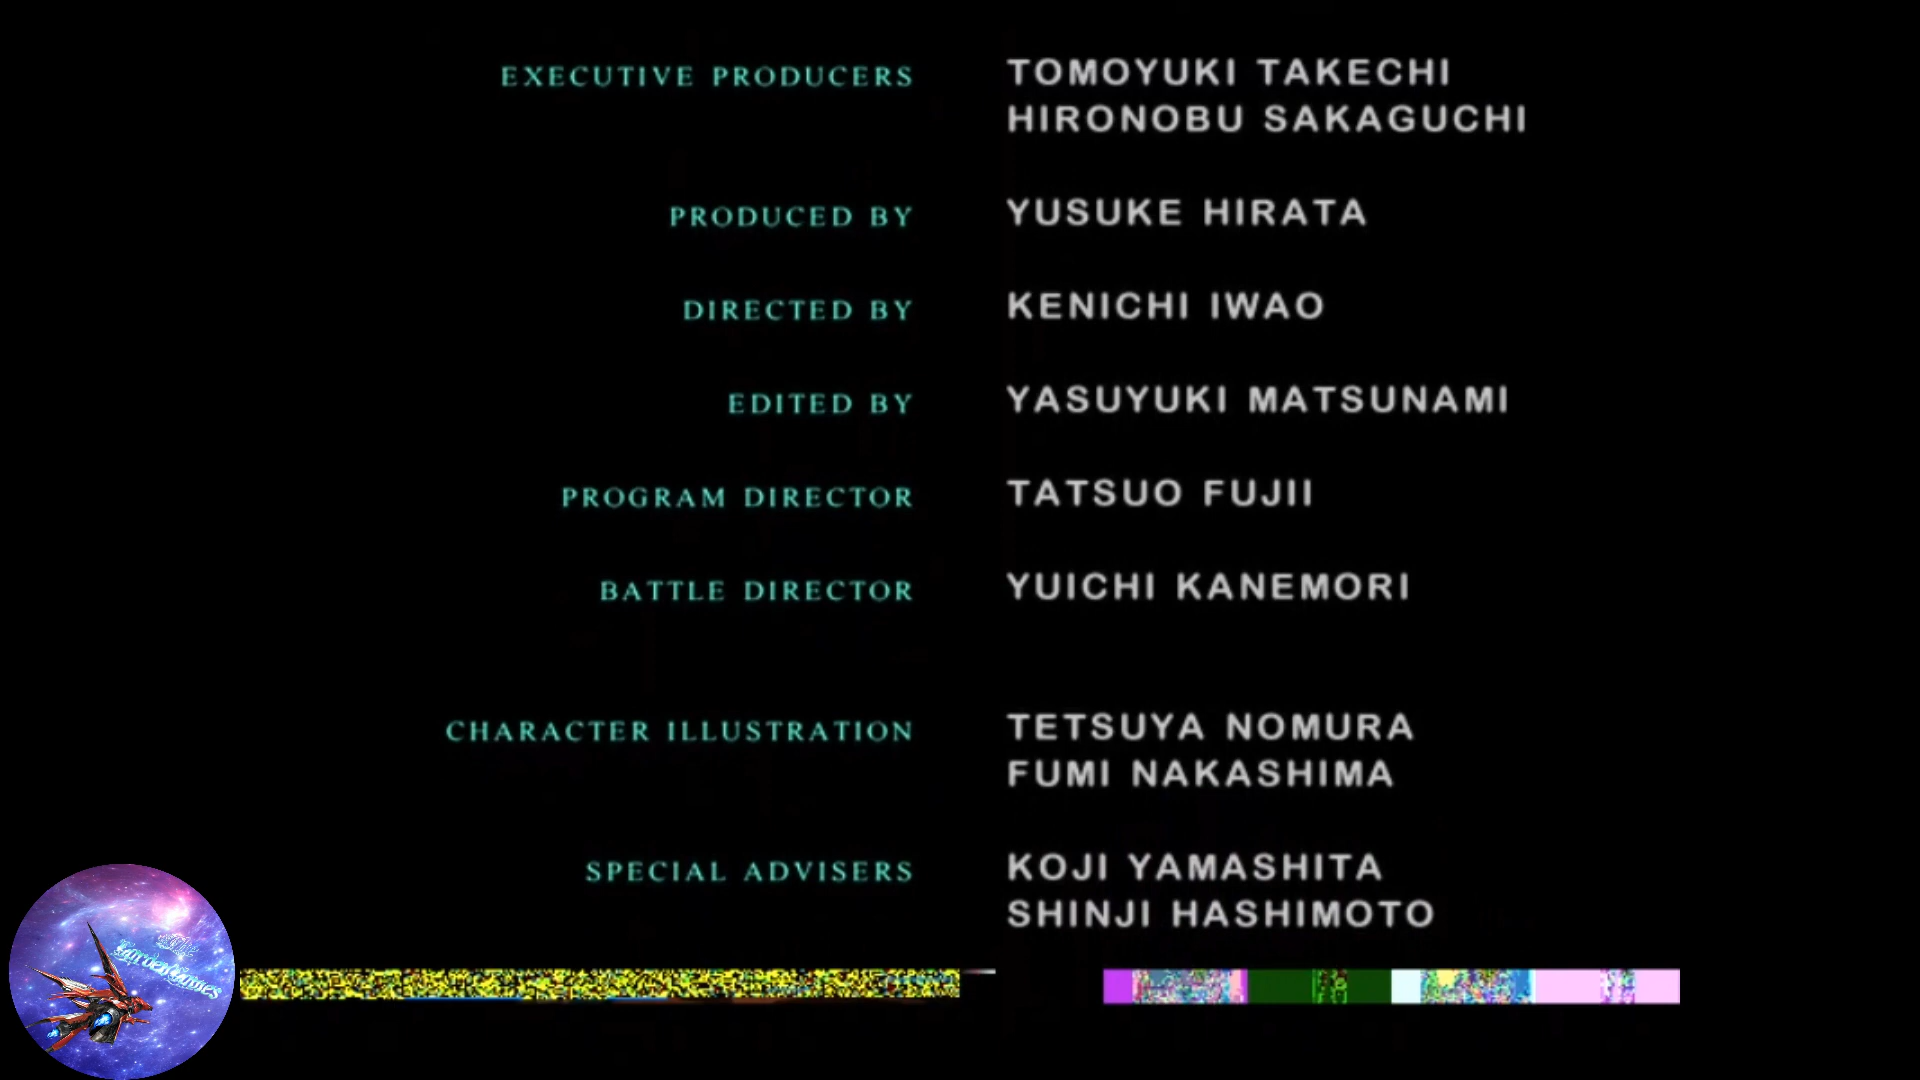 EXECUTIVE PRODUCERS TOMOYUKI TAKECHI
HIRONOBU SAKAGUCHI
PRODUCED BY YUSUKE HIRATA
DIRECTED BY KENICHI IWAO
EDITED BY YASUYUKI MATSUNAMI
PROGRAM DIRECTOR TATSUO FUJII
BATTLE DIRECTOR YUICHI KANEMORI
CHARACTER ILLUSTRATION TETSUYA NOMURA
FUMI NAKASHIMA
SPECIAL ADVISERS KOJI YAMASHITA
SHINJI HASHIMOTO